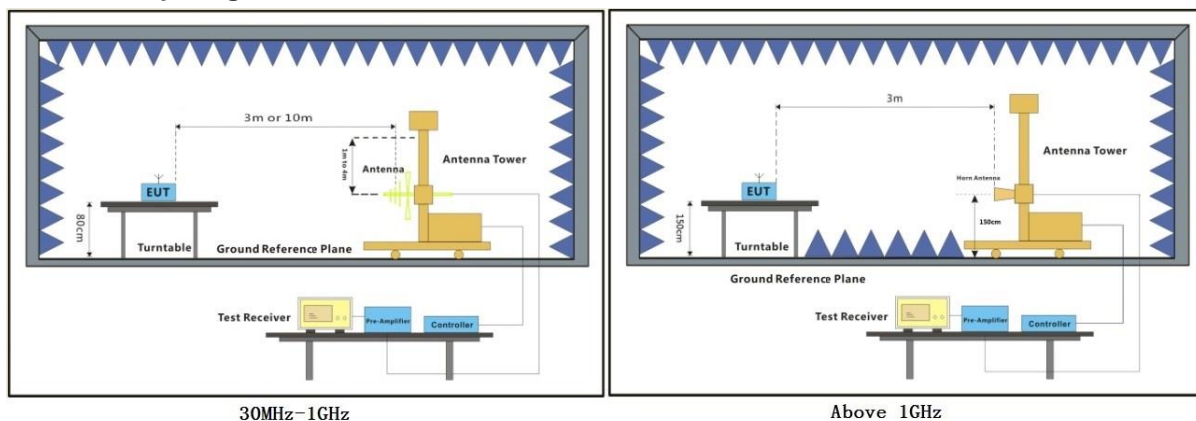 3m or 10m
1m to 4m
Antenna
Antenna Tower
EUT
80cm
Turntable
Ground Reference Plane
Test Receiver
Pre-Amplifier
Controller
30MHz-1GHz
3m
Antenna Tower
Horn Antenna
EUT
150cm
150cm
Turntable
Ground Reference Plane
Test Receiver
Pre-Amplifier
Controller
Above 1GHz